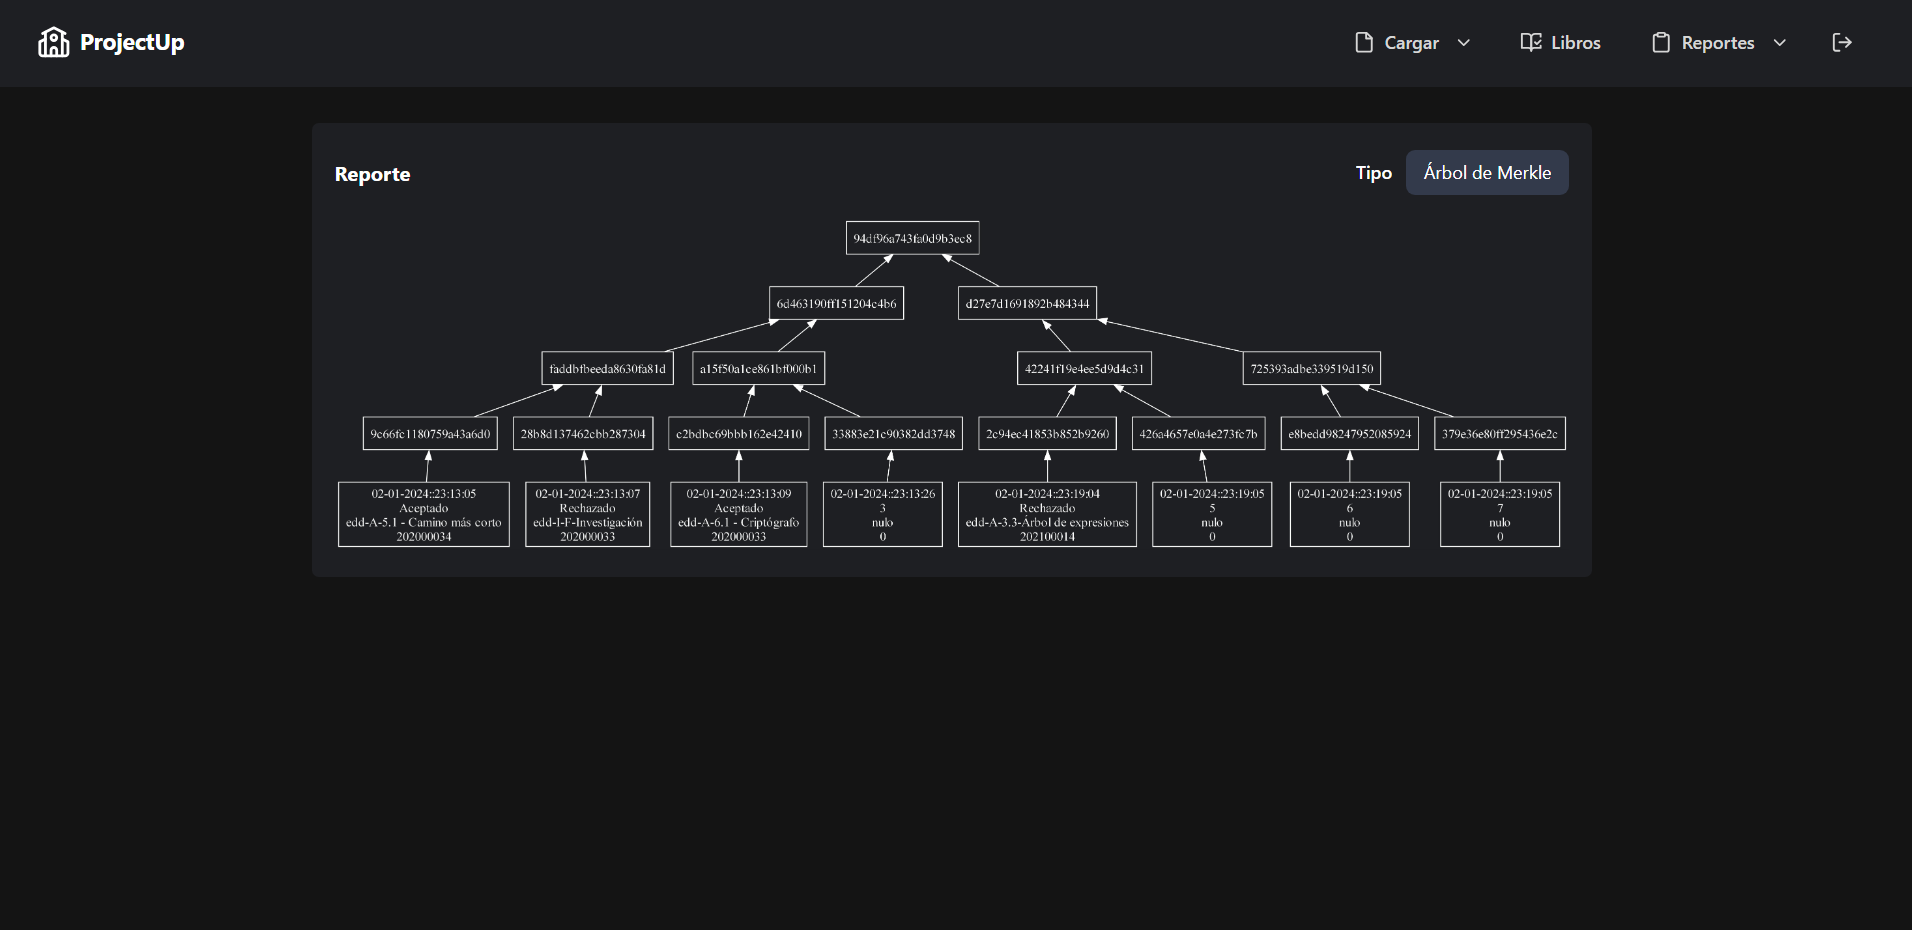 ProjectUp
Cargar
Libros
Reportes
Reporte
Tipo
Árbol de Merkle
94df96a743fa0d9b3ec8
6d463190ff151204c4b6
d27e7d1691892b484344
faddbfbeeda8630fa81d
a15f50a1ce861bf000b1
42241f19e4ee5d9d4c31
725393adbe339519d150
9c66fc1180759a43a6d0
28b8d137462cbb287304
c2bdbc69bbb162e42410
33883e21c90382dd3748
2c94ec41853b852b9260
426a4657e0a4e273fc7b
e8bedd98247952085924
379e36e80ff295436e2c
02-01-2024::23:13:05
Aceptado
edd-A-5.1 - Camino más corto
202000034
02-01-2024::23:13:07
Rechazado
edd-I-F-Investigación
202000033
02-01-2024::23:13:09
Aceptado
edd-A-6.1 - Criptógrafo
202000033
02-01-2024::23:13:26
3
nulo
0
02-01-2024::23:19:04
Rechazado
edd-A-3.3-Árbol de expresiones
202100014
02-01-2024::23:19:05
5
nulo
0
02-01-2024::23:19:05
6
nulo
0
02-01-2024::23:19:05
7
nulo
0